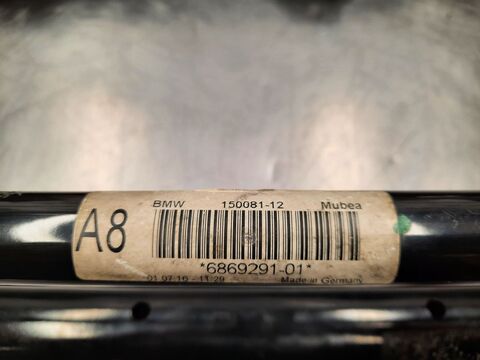 A8
BMW 150081-12 Mubea
*6869291-01*
01.07.16 - 11:29 Made in Germany